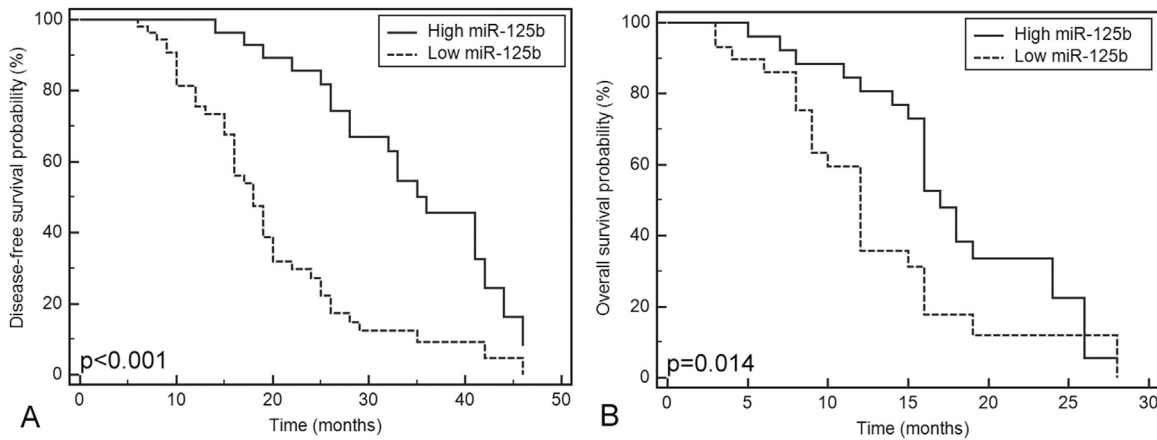 High miR-125b
Low miR-125b
Disease-free survival probability (%)
100
80
60
40
20
0
p<0.001
0 10 20 30 40 50
Time (months)
A
High miR-125b
Low miR-125b
Overall survival probability (%)
100
80
60
40
20
0
p=0.014
0 5 10 15 20 25 30
Time (months)
B